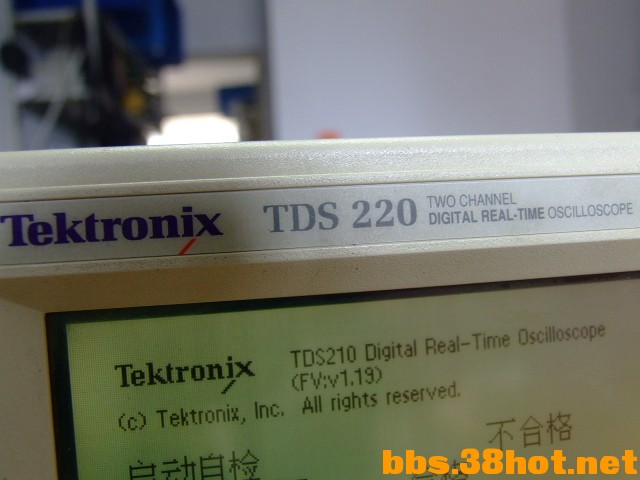 Tektronix TDS 220 TWO CHANNEL
DIGITAL REAL-TIME OSCILLOSCOPE
Tektronix TDS210 Digital Real-Time Oscilloscope
(FV:v1.19)
(c) Tektronix, Inc. All rights reserved.
不合格
自动自检
bbs.38hot.net